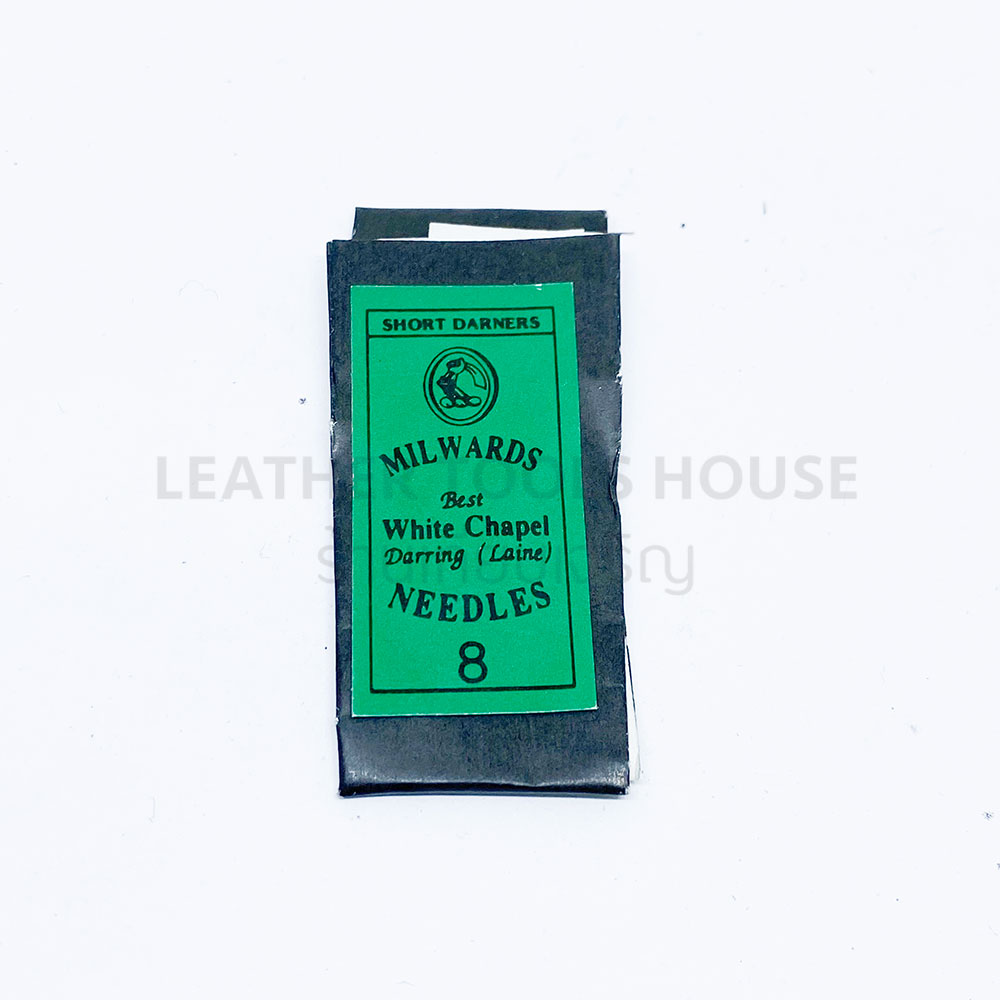 SHORT DARNERS
MILWARDS
LEATHER TOOLS HOUSE
Best
White Chapel
Darring (Laine)
NEEDLES
8